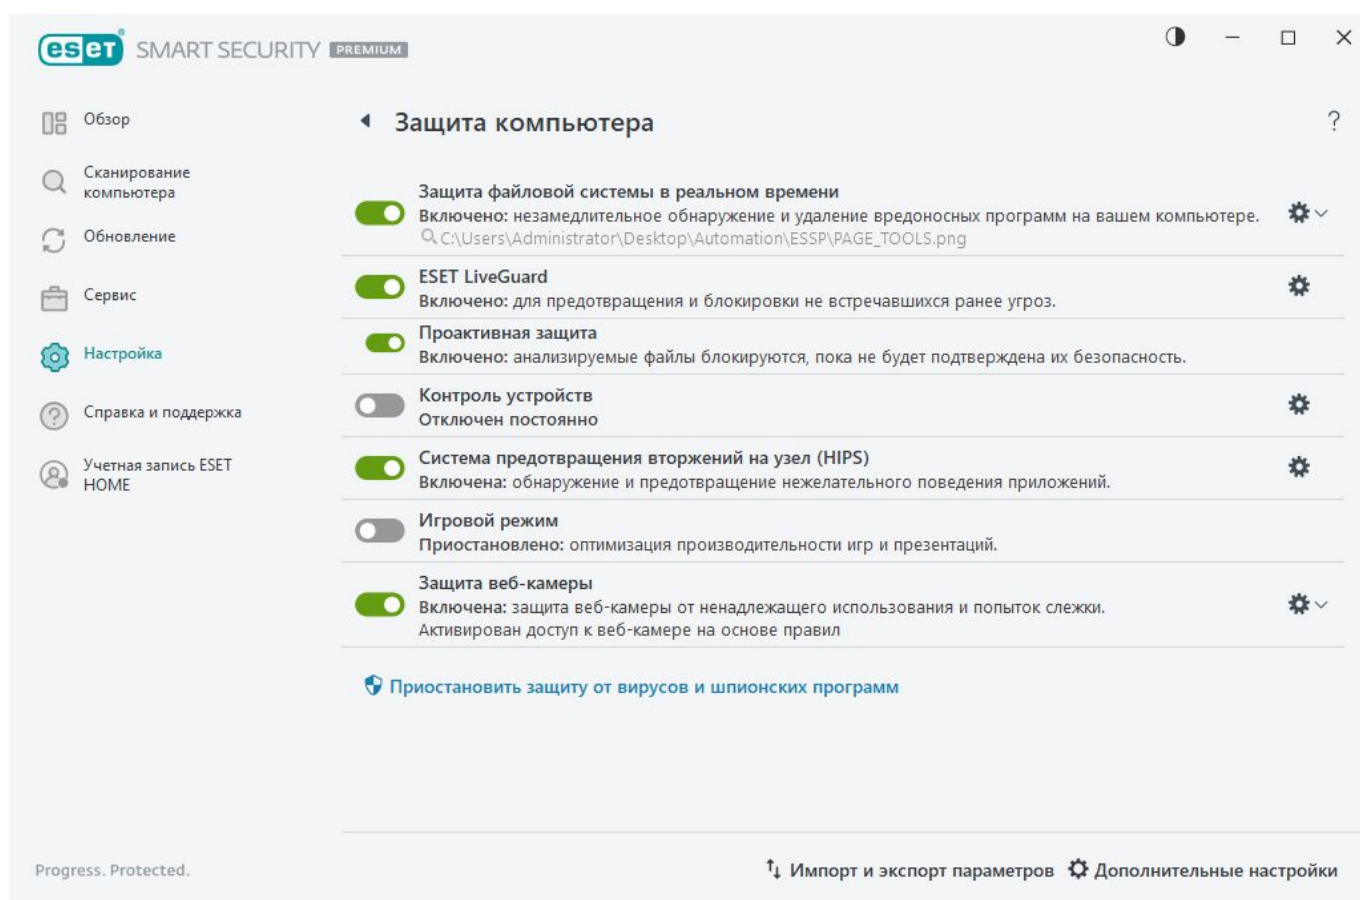 eset® SMART SECURITY PREMIUM
Обзор
Сканирование
компьютера
Обновление
Сервис
Настройка
Справка и поддержка
Учетная запись ESET
HOME
Защита компьютера
?
Защита файловой системы в реальном времени
Включено: незамедлительное обнаружение и удаление вредоносных программ на вашем компьютере.
C:\Users\Administrator\Desktop\Automation\ESSP\PAGE_TOOLS.png
ESET LiveGuard
Включено: для предотвращения и блокировки не встречавшихся ранее угроз.
Проактивная защита
Включено: анализируемые файлы блокируются, пока не будет подтверждена их безопасность.
Контроль устройств
Отключен постоянно
Система предотвращения вторжений на узел (HIPS)
Включена: обнаружение и предотвращение нежелательного поведения приложений.
Игровой режим
Приостановлено: оптимизация производительности игр и презентаций.
Защита веб-камеры
Включена: защита веб-камеры от ненадлежащего использования и попыток слежки.
Активирован доступ к веб-камере на основе правил
Приостановить защиту от вирусов и шпионских программ
Progress. Protected.
Импорт и экспорт параметров Дополнительные настройки